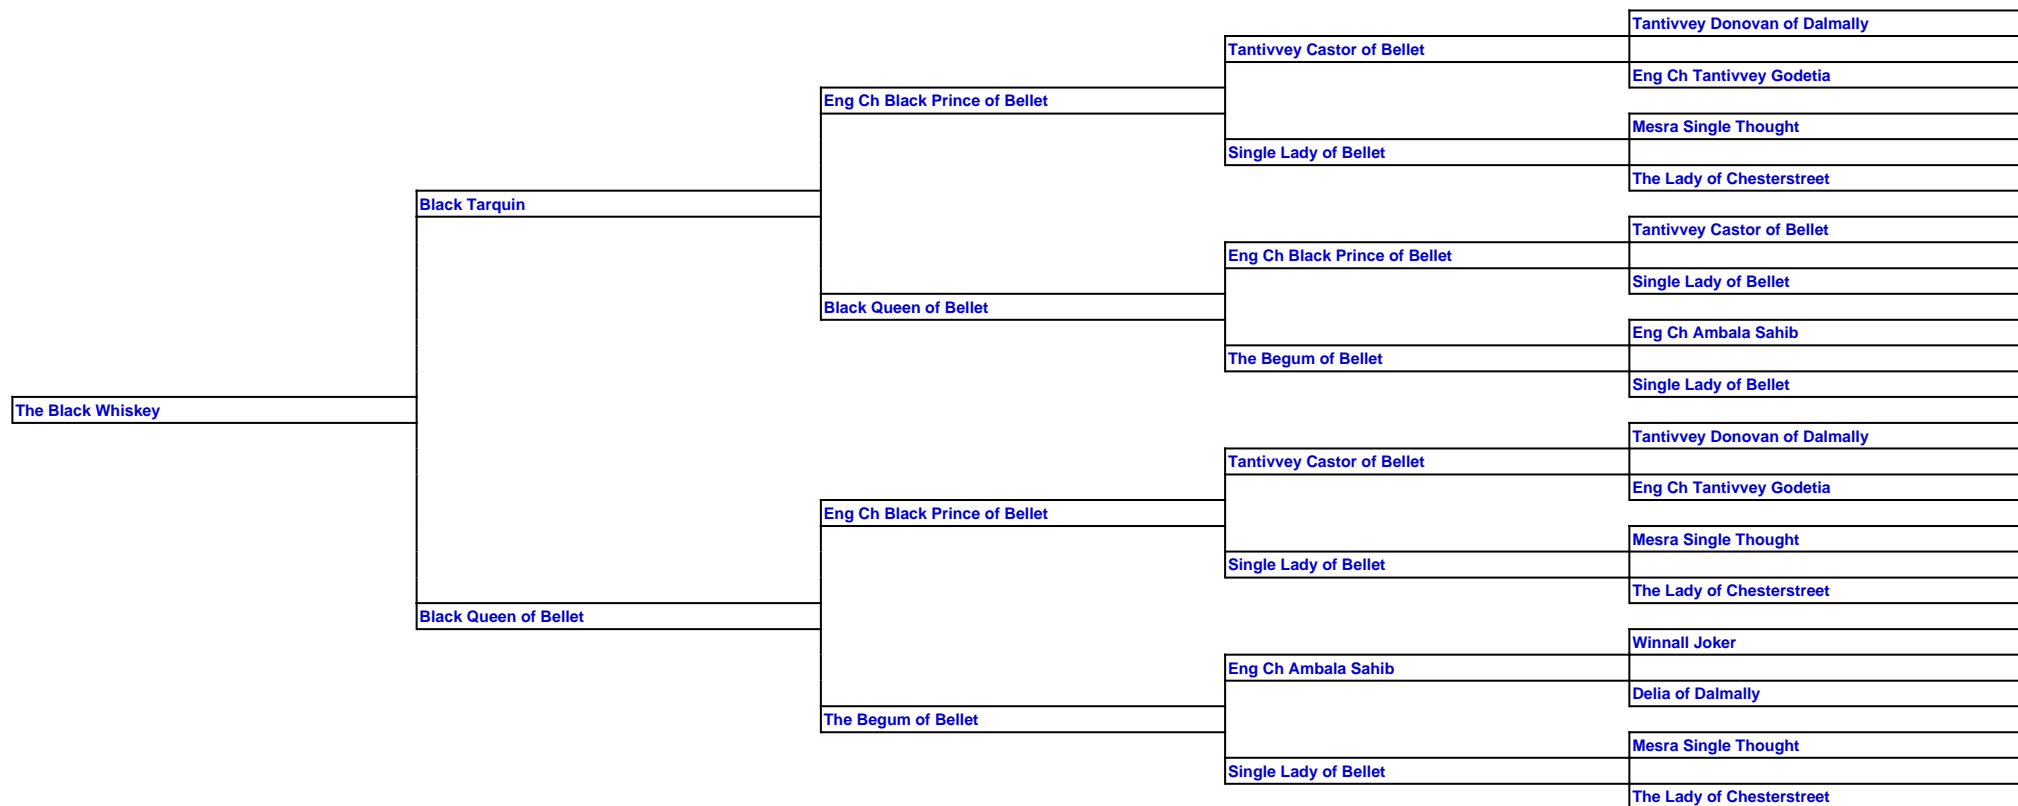 Tantivvey Donovan of Dalmally
Tantivvey Castor of Bellet
Eng Ch Tantivvey Godetia
Eng Ch Black Prince of Bellet
Mesra Single Thought
Single Lady of Bellet
The Lady of Chesterstreet
Black Tarquin
Tantivvey Castor of Bellet
Eng Ch Black Prince of Bellet
Single Lady of Bellet
Black Queen of Bellet
Eng Ch Ambala Sahib
The Begum of Bellet
Single Lady of Bellet
The Black Whiskey
Tantivvey Donovan of Dalmally
Tantivvey Castor of Bellet
Eng Ch Tantivvey Godetia
Eng Ch Black Prince of Bellet
Mesra Single Thought
Single Lady of Bellet
The Lady of Chesterstreet
Black Queen of Bellet
Winnall Joker
Eng Ch Ambala Sahib
Delia of Dalmally
The Begum of Bellet
Mesra Single Thought
Single Lady of Bellet
The Lady of Chesterstreet